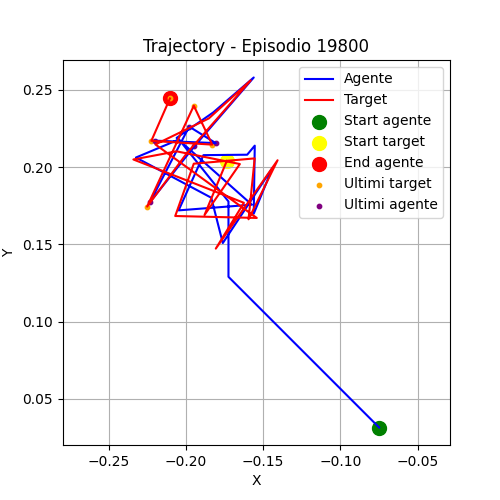 Trajectory - Episodio 19800
Agente
Target
Start agente
Start target
End agente
Ultimi target
Ultimi agente
Y
0.25
0.20
0.15
0.10
0.05
−0.25 −0.20 −0.15 −0.10 −0.05
X